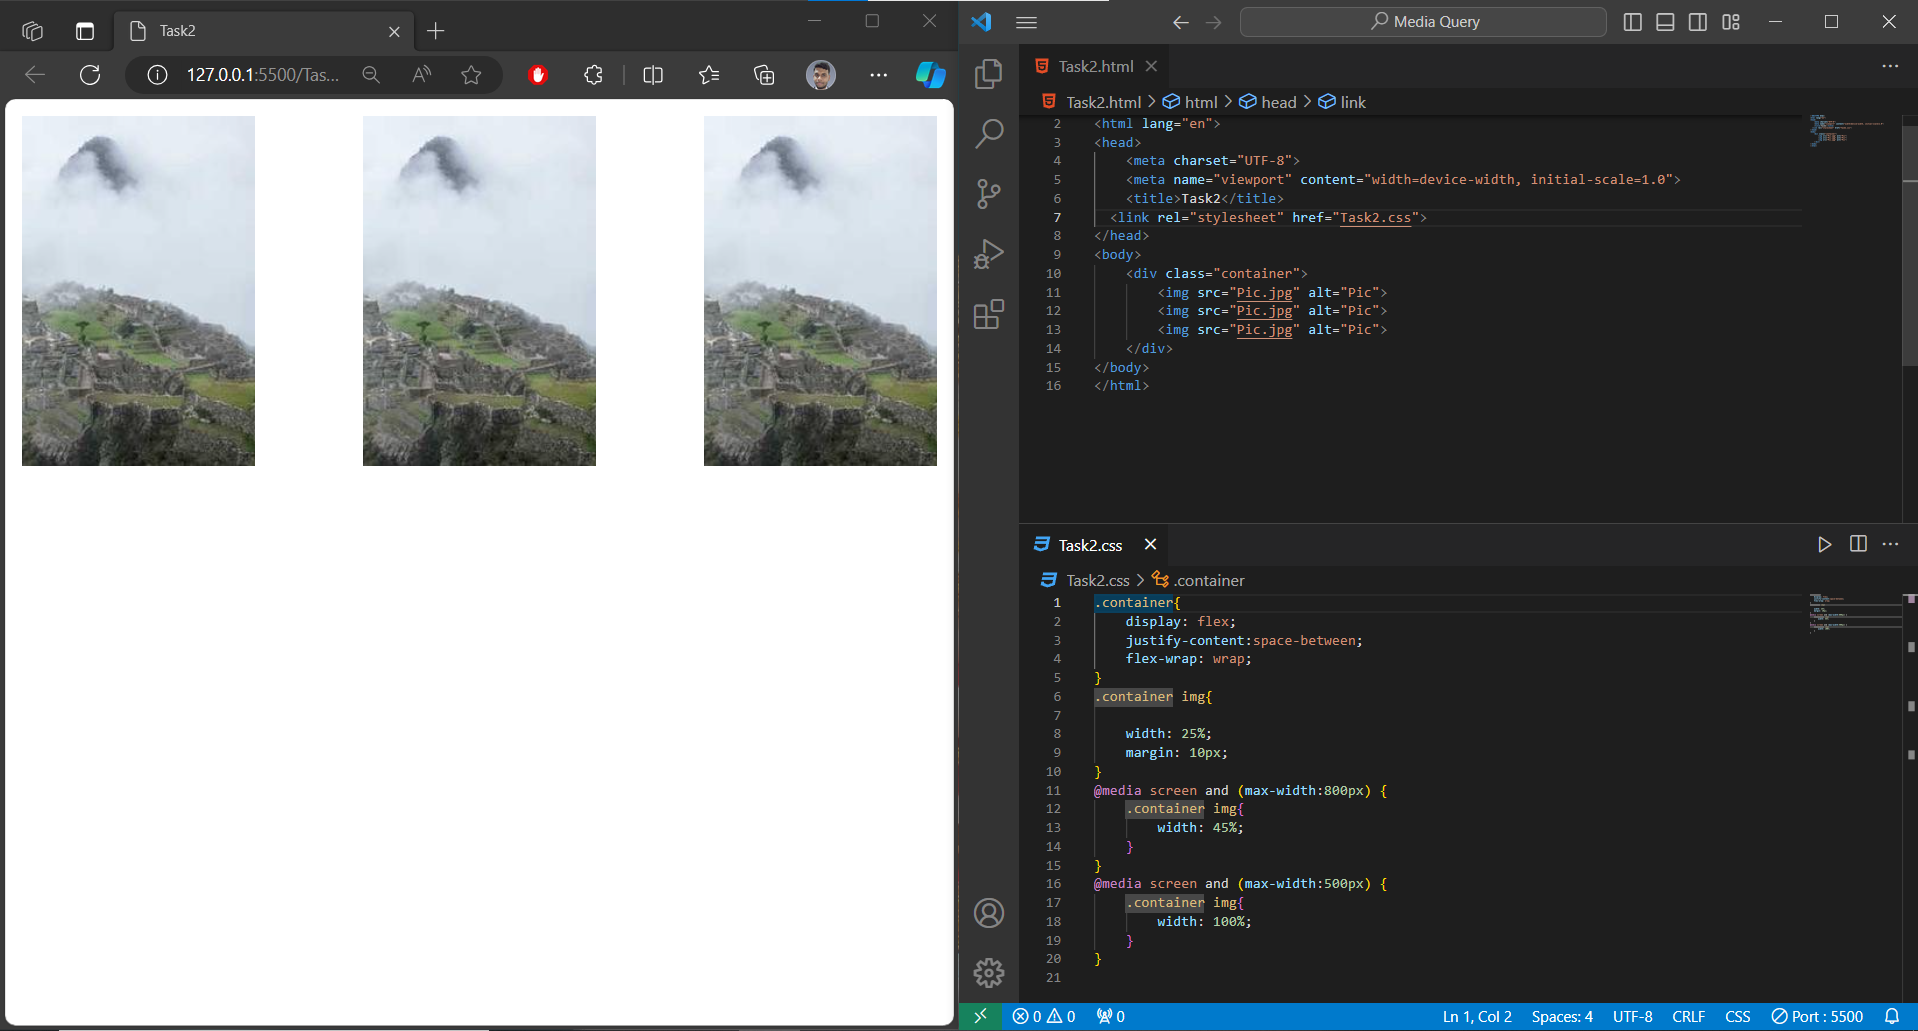 Task2
127.0.0.1:5500/Tas...
Media Query
Task2.html
Task2.html > html > head > link
2 <html lang="en">
3 <head>
4 <meta charset="UTF-8">
5 <meta name="viewport" content="width=device-width, initial-scale=1.0">
6 <title>Task2</title>
7 <link rel="stylesheet" href="Task2.css">
8 </head>
9 <body>
10 <div class="container">
11 <img src="Pic.jpg" alt="Pic">
12 <img src="Pic.jpg" alt="Pic">
13 <img src="Pic.jpg" alt="Pic">
14 </div>
15 </body>
16 </html>
Task2.css
Task2.css > .container
1 .container{
2 display: flex;
3 justify-content:space-between;
4 flex-wrap: wrap;
5 }
6 .container img{
7
8 width: 25%;
9 margin: 10px;
10 }
11 @media screen and (max-width:800px) {
12 .container img{
13 width: 45%;
14 }
15 }
16 @media screen and (max-width:500px) {
17 .container img{
18 width: 100%;
19 }
20 }
21
0 0 0 Ln 1, Col 2 Spaces: 4 UTF-8 CRLF CSS Port : 5500